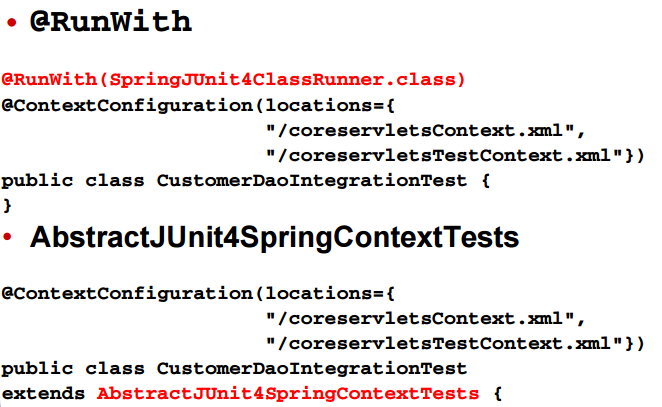 • @RunWith
@RunWith(SpringJUnit4ClassRunner.class)
@ContextConfiguration(locations={
"/coreservletsContext.xml",
"/coreservletsTestContext.xml"})
public class CustomerDaoIntegrationTest {
}
• AbstractJUnit4SpringContextTests
@ContextConfiguration(locations={
"/coreservletsContext.xml",
"/coreservletsTestContext.xml"})
public class CustomerDaoIntegrationTest
extends AbstractJUnit4SpringContextTests {